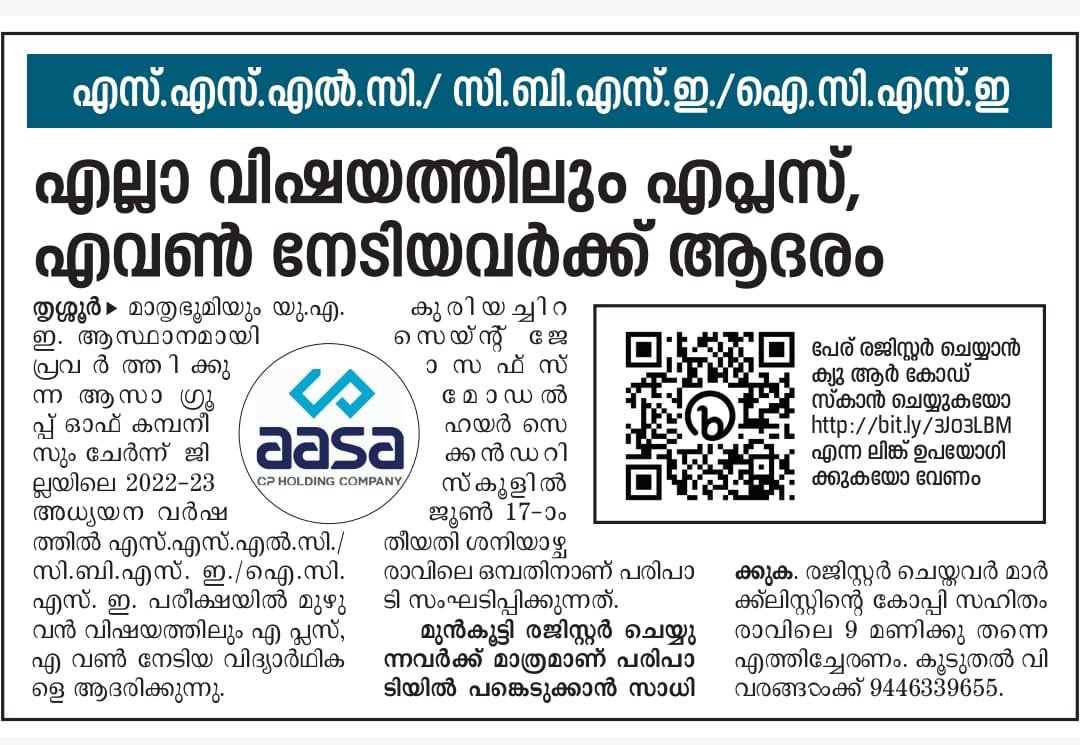 എസ്.എസ്.എൽ.സി./ സി.ബി.എസ്.ഇ./ഐ.സി.എസ്.ഇ
എല്ലാ വിഷയത്തിലും എപ്ലസ്,
എവൺ നേടിയവർക്ക് ആദരം
തൃശ്ശൂർ ▸ മാതൃഭൂമിയും യു.എ.
ഇ. ആസ്ഥാനമായി
പ്രവർത്തിക്കു
ന്ന ആസാ ഗ്രൂ
പ്പ് ഓഫ് കമ്പനീ
സും ചേർന്ന് ജി
ല്ലയിലെ 2022-23
അധ്യയന വർഷ
ത്തിൽ എസ്.എസ്.എൽ.സി./
സി.ബി.എസ്. ഇ./ഐ.സി.
എസ്. ഇ. പരീക്ഷയിൽ മുഴു
വൻ വിഷയത്തിലും എ പ്ലസ്,
എ വൺ നേടിയ വിദ്യാർഥിക
ളെ ആദരിക്കുന്നു.
aasa
CP HOLDING COMPANY
കുരിയച്ചിറ
സെയ്ന്റ് ജേ
ാസഫ്സ്
മോഡൽ
ഹയർ സെ
ക്കൻഡറി
സ്കൂളിൽ
ജൂൺ 17-ാം
തീയതി ശനിയാഴ്ച
രാവിലെ ഒമ്പതിനാണ് പരിപാ
ടി സംഘടിപ്പിക്കുന്നത്.
മുൻകൂട്ടി രജിസ്റ്റർ ചെയ്യു
ന്നവർക്ക് മാത്രമാണ് പരിപാ
ടിയിൽ പങ്കെടുക്കാൻ സാധി
പേര് രജിസ്റ്റർ ചെയ്യാൻ
ക്യു ആർ കോഡ്
സ്കാൻ ചെയ്യുകയോ
http://bit.ly/3J03LBM
എന്ന ലിങ്ക് ഉപയോഗി
ക്കുകയോ വേണം
ക്കുക. രജിസ്റ്റർ ചെയ്തവർ മാർ
ക്ക്‌ലിസ്റ്റിന്റെ കോപ്പി സഹിതം
രാവിലെ 9 മണിക്കു തന്നെ
എത്തിച്ചേരണം. കൂടുതൽ വി
വരങ്ങൾക്ക് 9446339655.